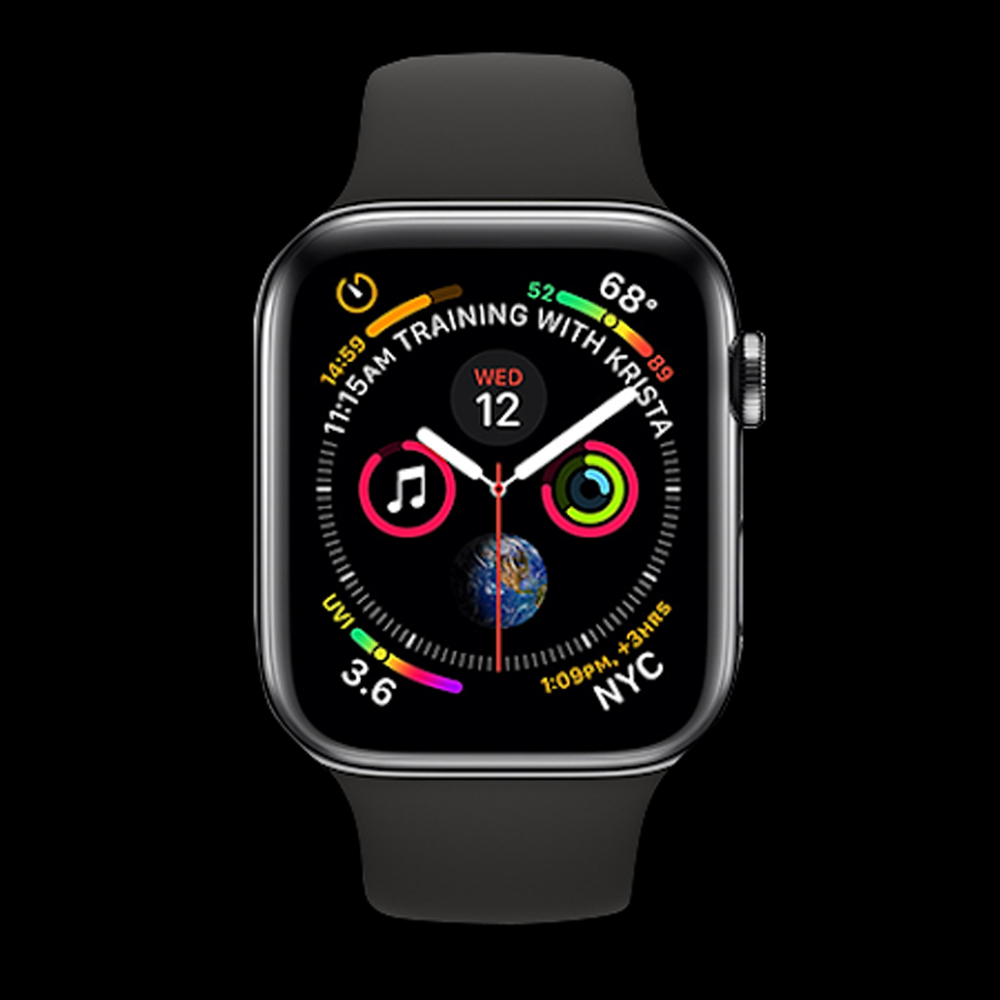 14:59
52
68°
89
11:15AM TRAINING WITH KRISTA
WED
12
UVI
3.6
1:09PM, +3HRS
NYC